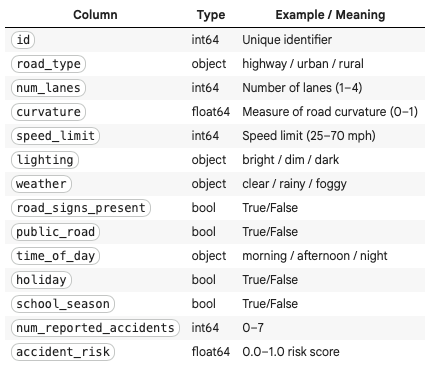 Column Type Example / Meaning
id int64 Unique identifier
road_type object highway / urban / rural
num_lanes int64 Number of lanes (1–4)
curvature float64 Measure of road curvature (0–1)
speed_limit int64 Speed limit (25–70 mph)
lighting object bright / dim / dark
weather object clear / rainy / foggy
road_signs_present bool True/False
public_road bool True/False
time_of_day object morning / afternoon / night
holiday bool True/False
school_season bool True/False
num_reported_accidents int64 0–7
accident_risk float64 0.0–1.0 risk score